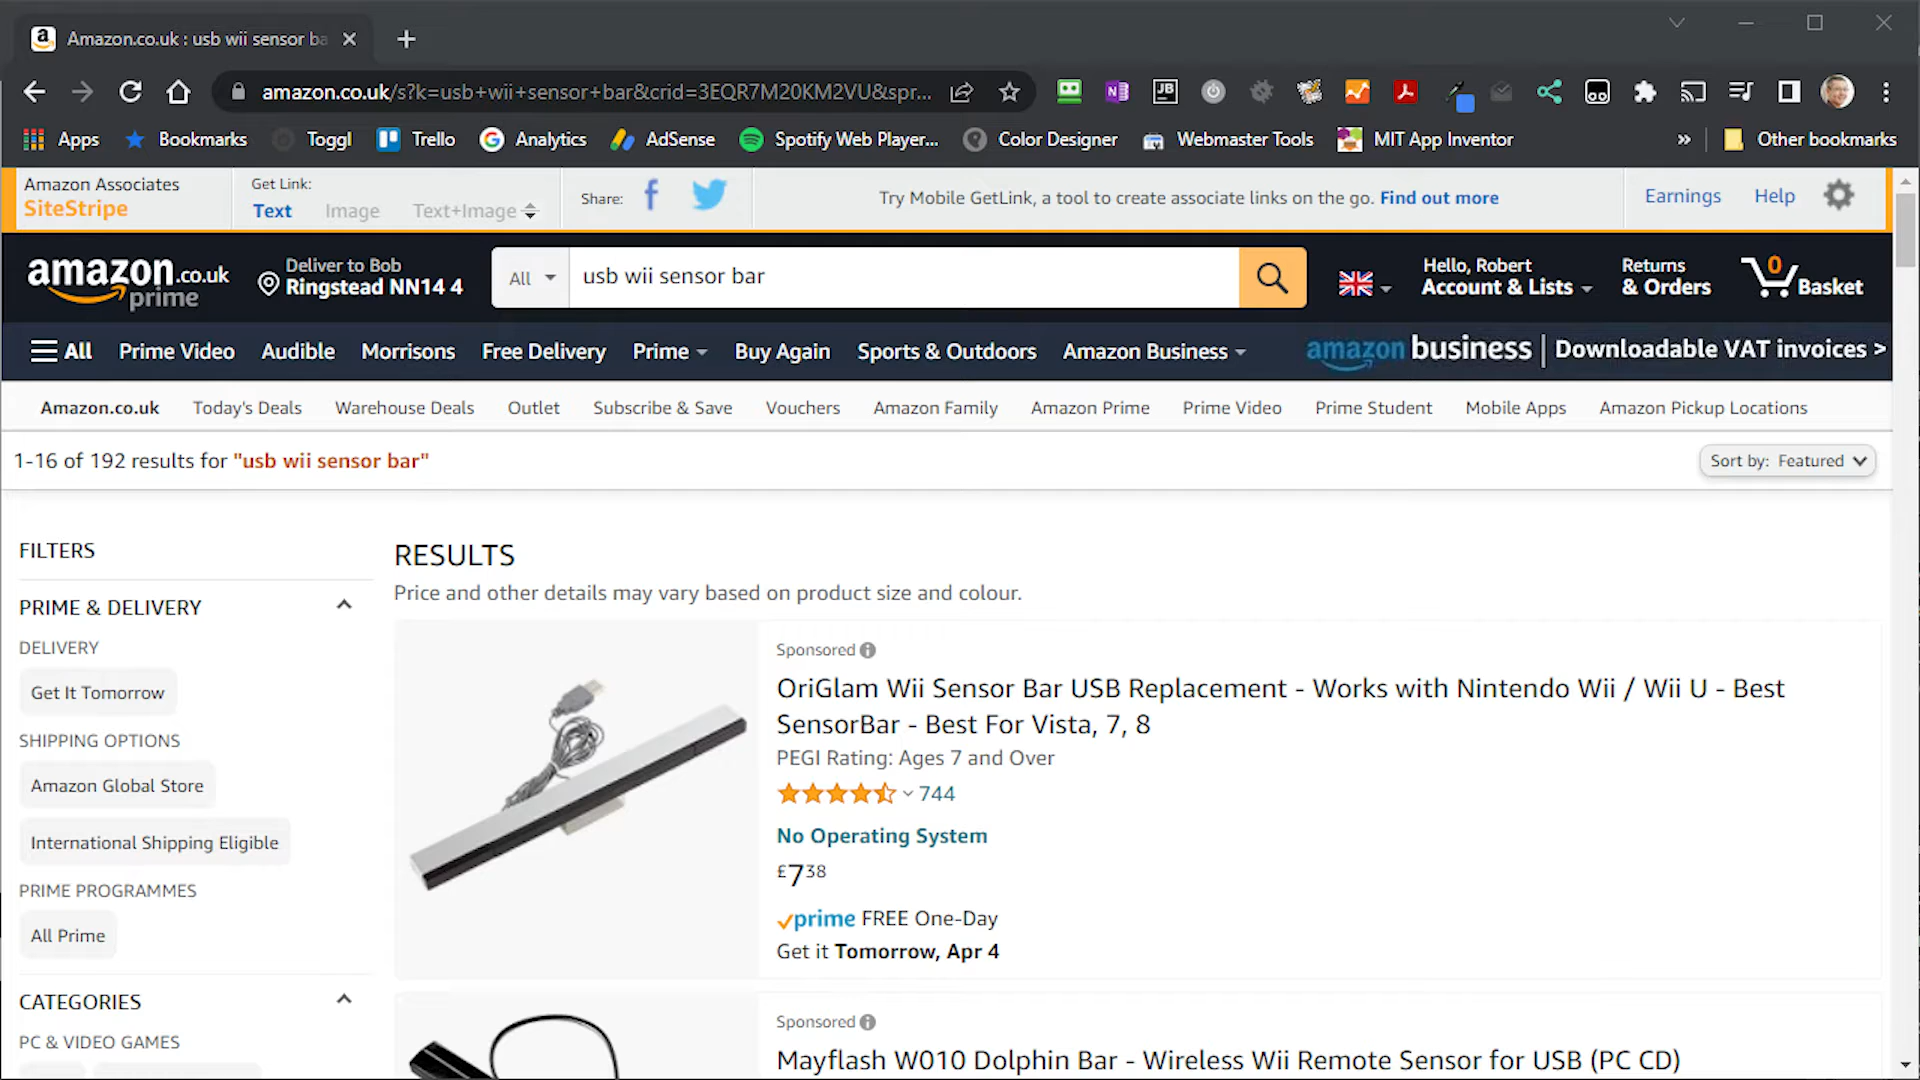 Amazon.co.uk : usb wii sensor ba
amazon.co.uk/s?k=usb+wii+sensor+bar&crid=3EQR7M20KM2VU&spr...
Apps Bookmarks Toggl Trello Analytics AdSense Spotify Web Player... Color Designer Webmaster Tools MIT App Inventor » Other bookmarks
Amazon Associates
SiteStripe
Get Link:
Text Image Text+Image
Share:
Try Mobile GetLink, a tool to create associate links on the go. Find out more
Earnings Help
amazon.co.uk
prime
Deliver to Bob
Ringstead NN14 4
All usb wii sensor bar
Hello, Robert
Account & Lists
Returns
& Orders
0
Basket
All Prime Video Audible Morrisons Free Delivery Prime Buy Again Sports & Outdoors Amazon Business amazon business | Downloadable VAT invoices >
Amazon.co.uk Today's Deals Warehouse Deals Outlet Subscribe & Save Vouchers Amazon Family Amazon Prime Prime Video Prime Student Mobile Apps Amazon Pickup Locations
1-16 of 192 results for "usb wii sensor bar"
Sort by: Featured
FILTERS
PRIME & DELIVERY
DELIVERY
Get It Tomorrow
SHIPPING OPTIONS
Amazon Global Store
International Shipping Eligible
PRIME PROGRAMMES
All Prime
CATEGORIES
PC & VIDEO GAMES
RESULTS
Price and other details may vary based on product size and colour.
Sponsored
OriGlam Wii Sensor Bar USB Replacement - Works with Nintendo Wii / Wii U - Best
SensorBar - Best For Vista, 7, 8
PEGI Rating: Ages 7 and Over
744
No Operating System
£738
prime FREE One-Day
Get it Tomorrow, Apr 4
Sponsored
Mayflash W010 Dolphin Bar - Wireless Wii Remote Sensor for USB (PC CD)